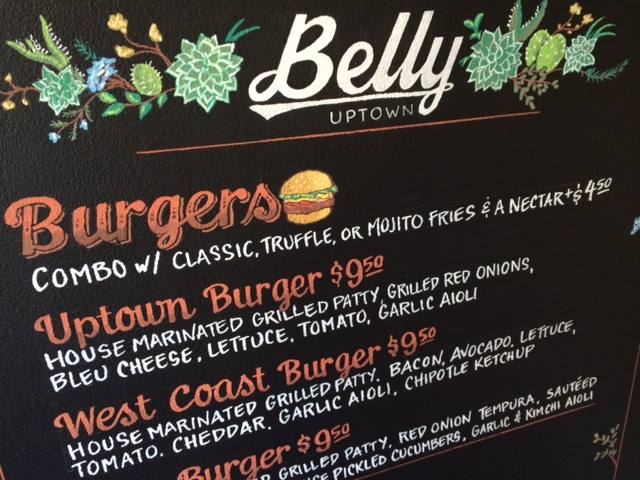 Belly
UPTOWN
Burgers
COMBO W/ CLASSIC, TRUFFLE, OR MOJITO FRIES & A NECTAR +$4.50
Uptown Burger $9.50
HOUSE MARINATED GRILLED PATTY, GRILLED RED ONIONS,
BLEU CHEESE, LETTUCE, TOMATO, GARLIC AIOLI
West Coast Burger $9.50
HOUSE MARINATED GRILLED PATTY, BACON, AVOCADO, LETTUCE,
TOMATO, CHEDDAR, GARLIC AIOLI, CHIPOTLE KETCHUP
Burger $9.50
GRILLED PATTY, RED ONION TEMPURA, SAUTÉED
PICKLED CUCUMBERS, GARLIC & KIMCHI AIOLI